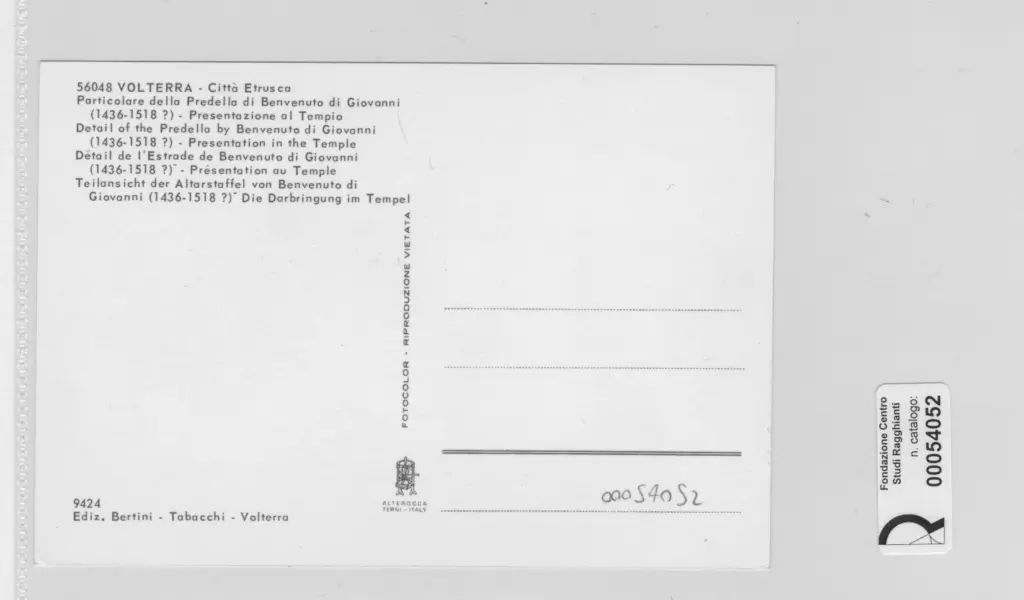 56048 VOLTERRA - Città Etrusca
Particolare della Predella di Benvenuto di Giovanni
(1436-1518 ?) - Presentazione al Tempio
Detail of the Predella by Benvenuto di Giovanni
(1436-1518 ?) - Presentation in the Temple
Détail de l'Estrade de Benvenuto di Giovanni
(1436-1518 ?)¨ - Présentation au Temple
Teilansicht der Altarstaffel von Benvenuto di
Giovanni (1436-1518 ?)¨ Die Darbringung im Tempel
FOTOCOLOR - RIPRODUZIONE VIETATA
9424
Ediz. Bertini - Tabacchi - Volterra
ALTEROCCA
TERNI - ITALY
00054052
Fondazione Centro
Studi Ragghianti
n. catalogo:
00054052